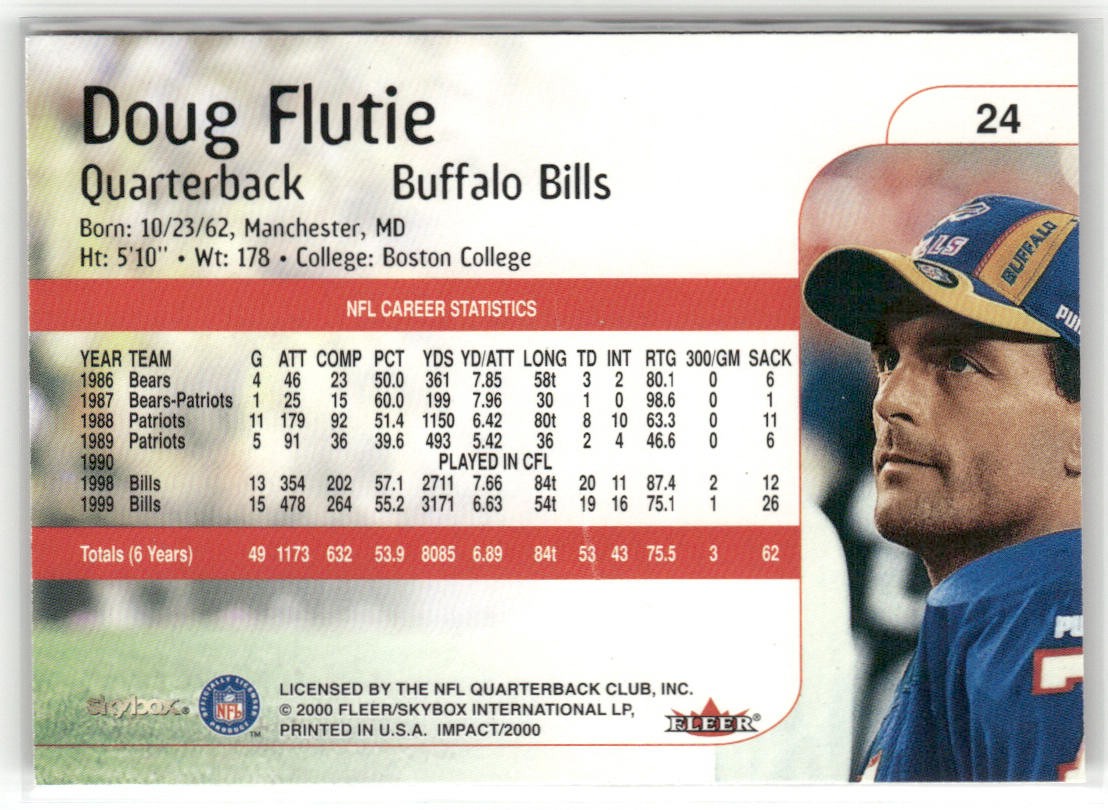 Doug Flutie
24
Quarterback Buffalo Bills
Born: 10/23/62, Manchester, MD
Ht: 5'10" • Wt: 178 • College: Boston College
NFL CAREER STATISTICS
YEAR TEAM G ATT COMP PCT YDS YD/ATT LONG TD INT RTG 300/GM SACK
1986 Bears 4 46 23 50.0 361 7.85 58t 3 2 80.1 0 6
1987 Bears-Patriots 1 25 15 60.0 199 7.96 30 1 0 98.6 0 1
1988 Patriots 11 179 92 51.4 1150 6.42 80t 8 10 63.3 0 11
1989 Patriots 5 91 36 39.6 493 5.42 36 2 4 46.6 0 6
1990 PLAYED IN CFL
1998 Bills 13 354 202 57.1 2711 7.66 84t 20 11 87.4 2 12
1999 Bills 15 478 264 55.2 3171 6.63 54t 19 16 75.1 1 26
Totals (6 Years) 49 1173 632 53.9 8085 6.89 84t 53 43 75.5 3 62
BUFFALO
skybox®
OFFICIALLY LICENSED PRODUCT
NFL
™
LICENSED BY THE NFL QUARTERBACK CLUB, INC.
© 2000 FLEER/SKYBOX INTERNATIONAL LP,
PRINTED IN U.S.A. IMPACT/2000
FLEER®